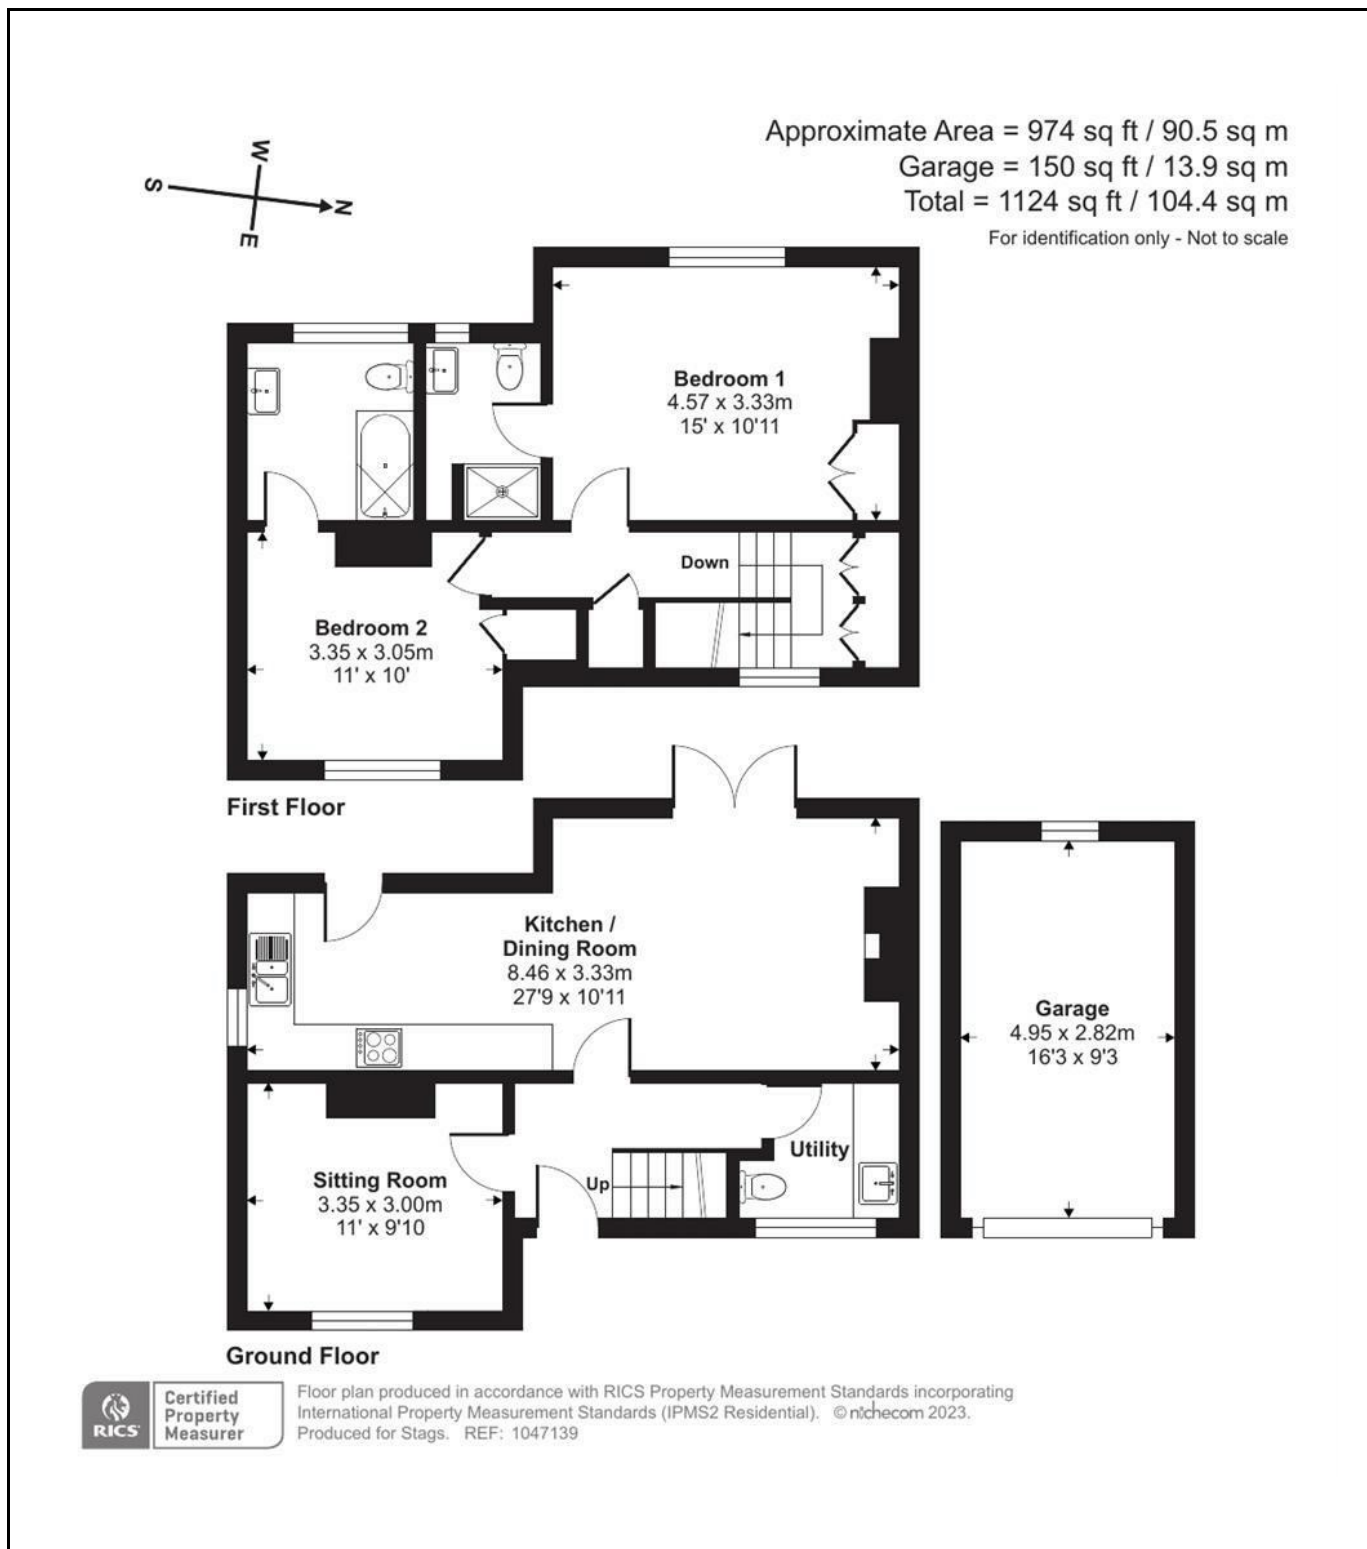 Approximate Area = 974 sq ft / 90.5 sq m
Garage = 150 sq ft / 13.9 sq m
Total = 1124 sq ft / 104.4 sq m
For identification only - Not to scale
W
S
N
E
Bedroom 1
4.57 x 3.33m
15' x 10'11
Down
Bedroom 2
3.35 x 3.05m
11' x 10'
First Floor
Kitchen /
Dining Room
8.46 x 3.33m
27'9 x 10'11
Garage
4.95 x 2.82m
16'3 x 9'3
Utility
Sitting Room
3.35 x 3.00m
11' x 9'10
Up
Ground Floor
RICS
Certified
Property
Measurer
Floor plan produced in accordance with RICS Property Measurement Standards incorporating
International Property Measurement Standards (IPMS2 Residential). © nichecom 2023.
Produced for Stags. REF: 1047139